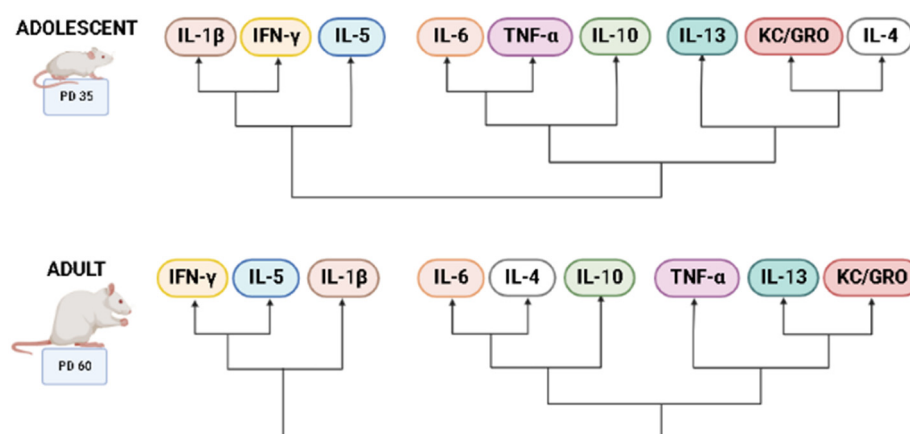 ADOLESCENT
PD 35
IL-1β IFN-γ IL-5 IL-6 TNF-α IL-10 IL-13 KC/GRO IL-4
ADULT
PD 60
IFN-γ IL-5 IL-1β IL-6 IL-4 IL-10 TNF-α IL-13 KC/GRO